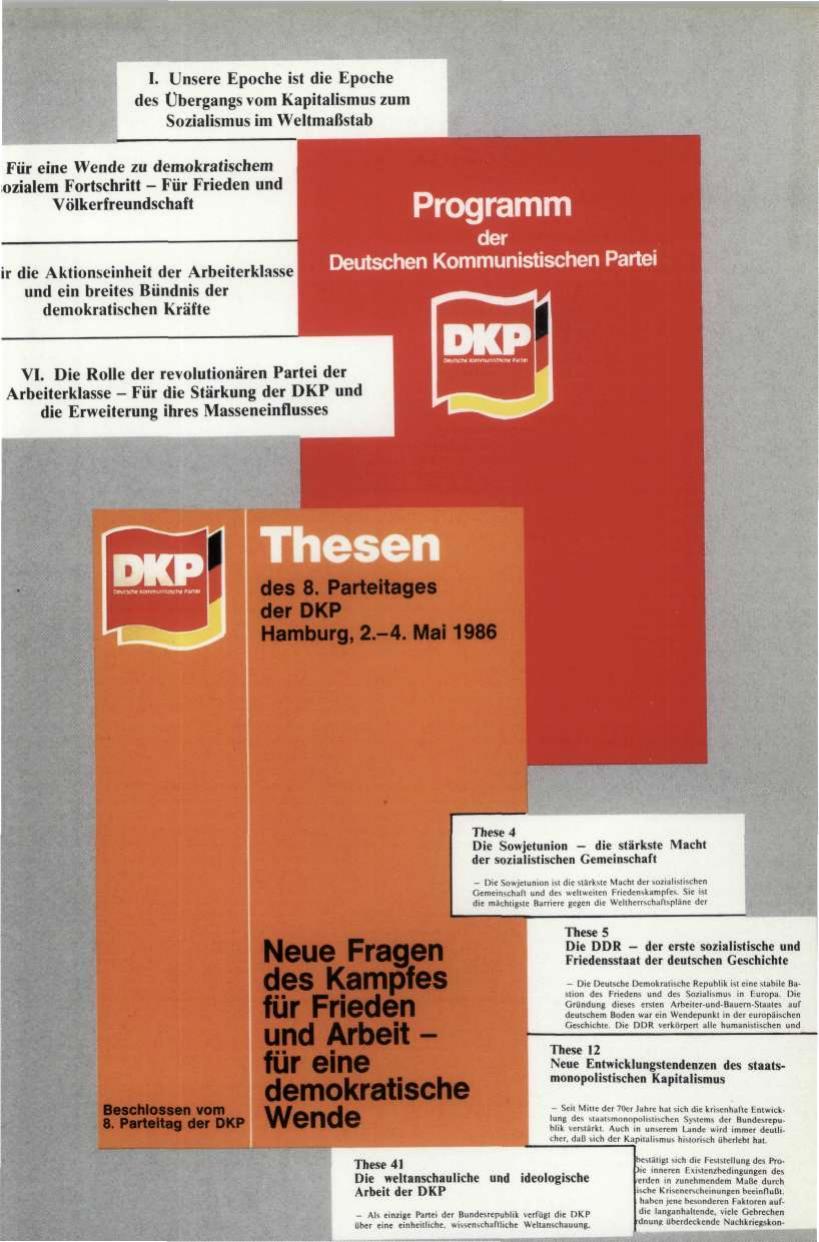 I. Unsere Epoche ist die Epoche
des Übergangs vom Kapitalismus zum
Sozialismus im Weltmaßstab
Für eine Wende zu demokratischem
ozialem Fortschritt – Für Frieden und
Völkerfreundschaft
ir die Aktionseinheit der Arbeiterklasse
und ein breites Bündnis der
demokratischen Kräfte
VI. Die Rolle der revolutionären Partei der
Arbeiterklasse – Für die Stärkung der DKP und
die Erweiterung ihres Masseneinflusses
Programm
der
Deutschen Kommunistischen Partei
DKP
Deutsche Kommunistische Partei
DKP
Deutsche Kommunistische Partei
Thesen
des 8. Parteitages
der DKP
Hamburg, 2.–4. Mai 1986
Neue Fragen
des Kampfes
für Frieden
und Arbeit –
für eine
demokratische
Wende
Beschlossen vom
8. Parteitag der DKP
These 4
Die Sowjetunion – die stärkste Macht
der sozialistischen Gemeinschaft
– Die Sowjetunion ist die stärkste Macht der sozialistischen
Gemeinschaft und des weltweiten Friedenskampfes. Sie ist
die mächtigste Barriere gegen die Weltherrschaftspläne der
These 5
Die DDR – der erste sozialistische und
Friedensstaat der deutschen Geschichte
– Die Deutsche Demokratische Republik ist eine stabile Ba-
stion des Friedens und des Sozialismus in Europa. Die
Gründung dieses ersten Arbeiter-und-Bauern-Staates auf
deutschem Boden war ein Wendepunkt in der europäischen
Geschichte. Die DDR verkörpert alle humanistischen und
These 12
Neue Entwicklungstendenzen des staats-
monopolistischen Kapitalismus
– Seit Mitte der 70er Jahre hat sich die krisenhafte Entwick-
lung des staatsmonopolistischen Systems der Bundesrepu-
blik verstärkt. Auch in unserem Lande wird immer deutli-
cher, daß sich der Kapitalismus historisch überlebt hat.
bestätigt sich die Feststellung des Pro-
Die inneren Existenzbedingungen des
werden in zunehmendem Maße durch
ische Krisenerscheinungen beeinflußt.
haben jene besonderen Faktoren auf-
die langanhaltende, viele Gebrechen
rdnung überdeckende Nachkriegskon-
These 41
Die weltanschauliche und ideologische
Arbeit der DKP
– Als einzige Partei der Bundesrepublik verfügt die DKP
über eine einheitliche, wissenschaftliche Weltanschauung,